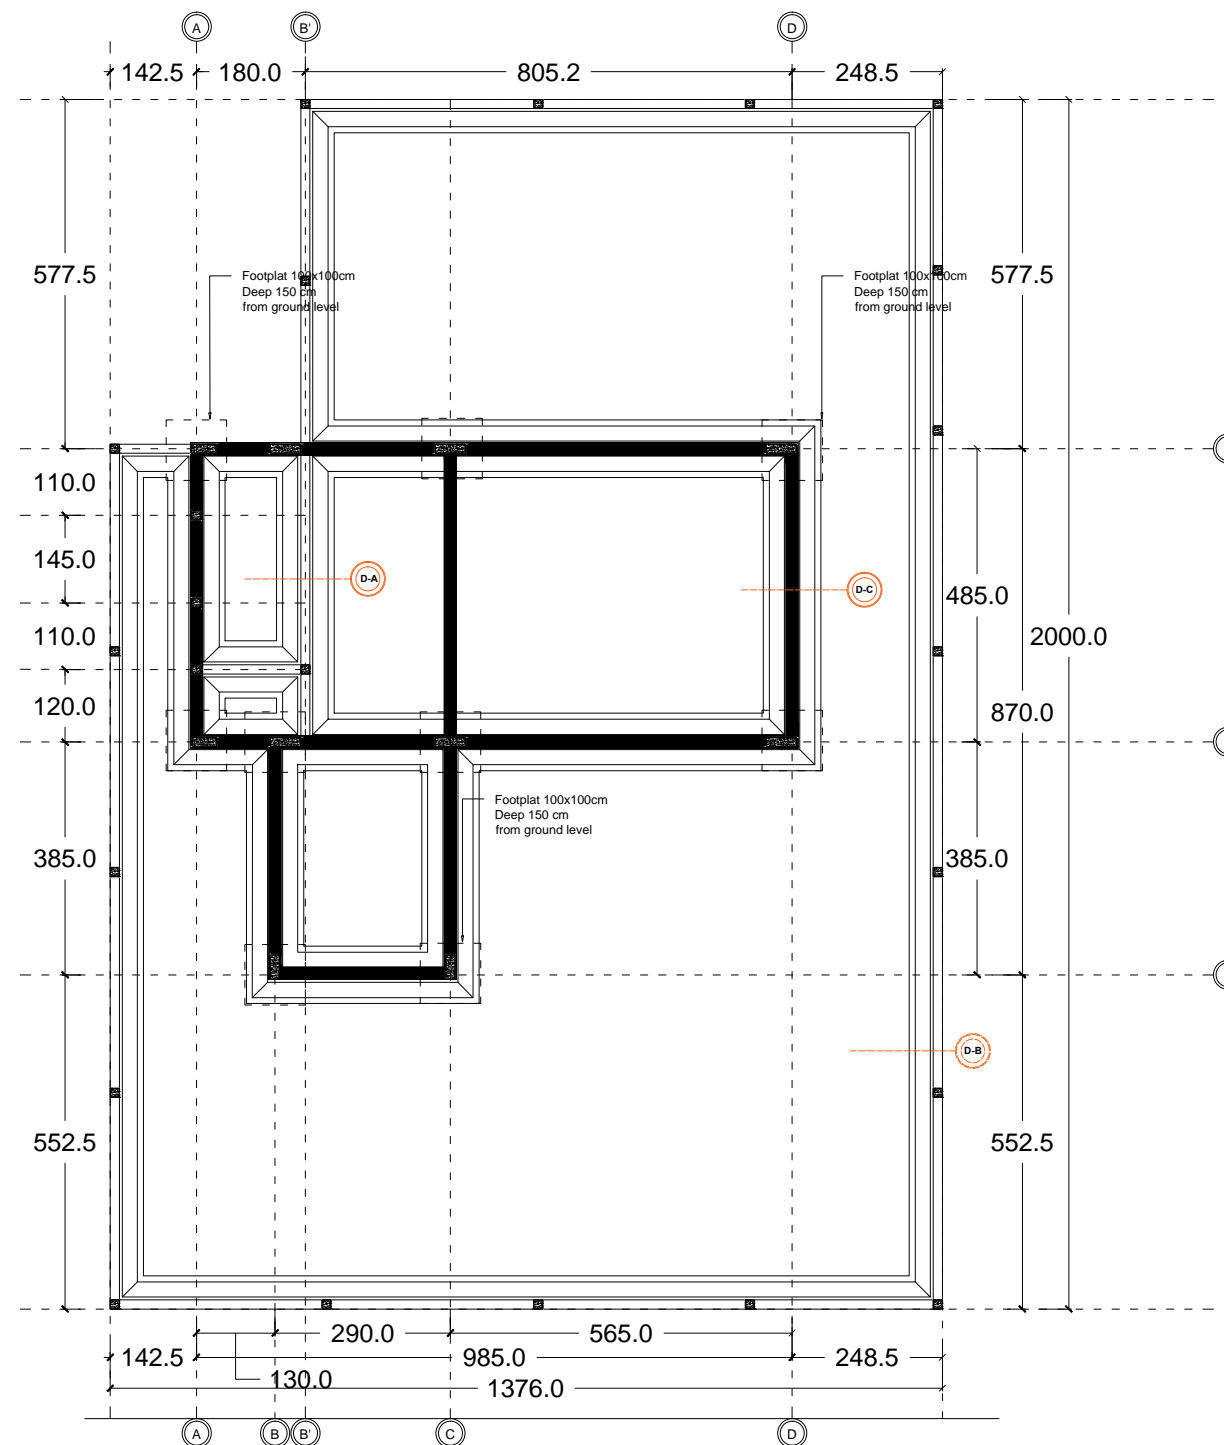 A B' D
142.5 180.0 805.2 248.5
577.5 577.5
Footplat 100x100cm
Deep 150 cm
from ground level
Footplat 100x100cm
Deep 150 cm
from ground level
110.0
145.0
D-A D-C
485.0
110.0 2000.0
120.0 870.0
Footplat 100x100cm
Deep 150 cm
from ground level
385.0 385.0
D-B
552.5 552.5
290.0 565.0
142.5 985.0 248.5
130.0
1376.0
A B B' C D